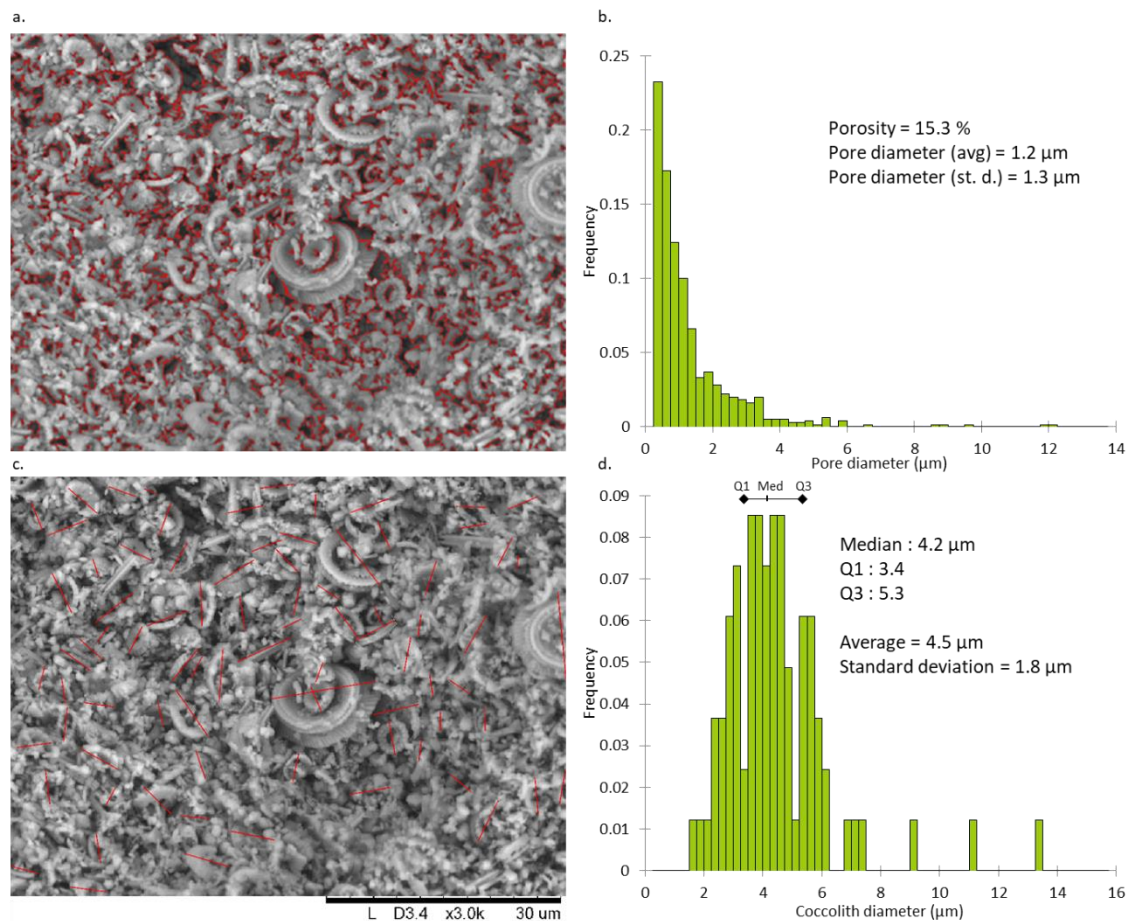 a.
b.
0.25
0.2
0.15
0.1
0.05
0
Frequency
Porosity = 15.3 %
Pore diameter (avg) = 1.2 µm
Pore diameter (st. d.) = 1.3 µm
0 2 4 6 8 10 12 14
Pore diameter (µm)
c.
L D3.4 x3.0k 30 um
d.
Q1 Med Q3
0.09
0.08
0.07
0.06
0.05
0.04
0.03
0.02
0.01
0
Frequency
Median : 4.2 µm
Q1 : 3.4
Q3 : 5.3
Average = 4.5 µm
Standard deviation = 1.8 µm
0 2 4 6 8 10 12 14 16
Coccolith diameter (µm)